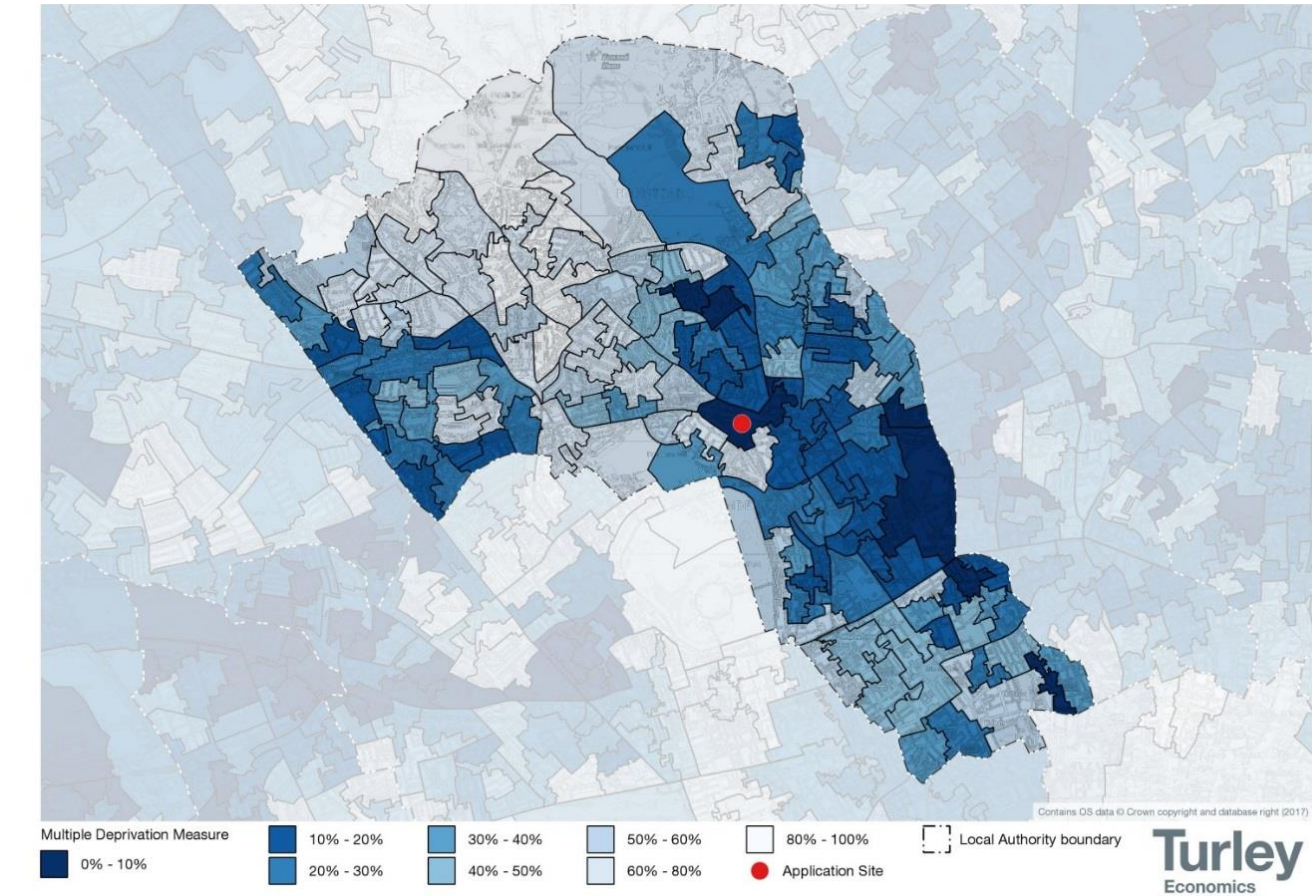 Contains OS data © Crown copyright and database right (2017)
Multiple Deprivation Measure
0% - 10%
10% - 20%
20% - 30%
30% - 40%
40% - 50%
50% - 60%
60% - 80%
80% - 100%
Application Site
Local Authority boundary
Turley
Economics